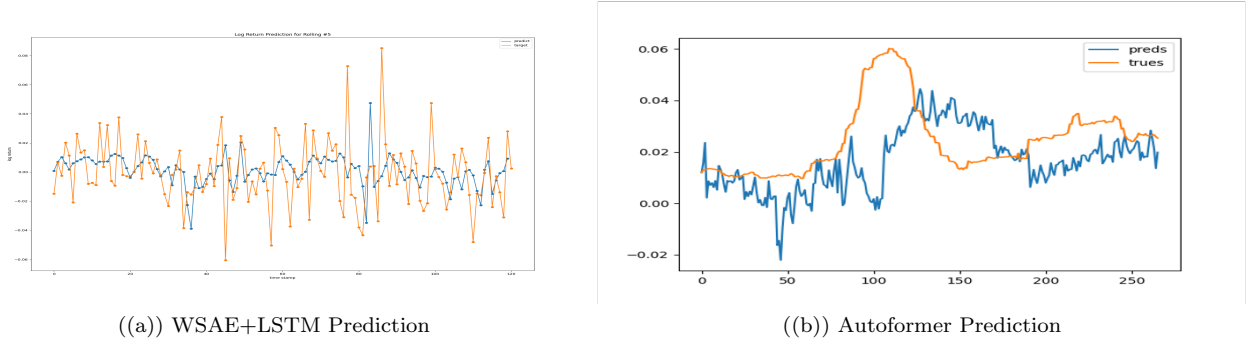 Log Return Prediction for Rolling #5
predict
target
0.08
0.06
0.04
0.02
0.00
−0.02
−0.04
−0.06
0 20 40 60 80 100 120
time stamp
preds
trues
0.06
0.04
0.02
0.00
−0.02
0 50 100 150 200 250
((a)) WSAE+LSTM Prediction
((b)) Autoformer Prediction